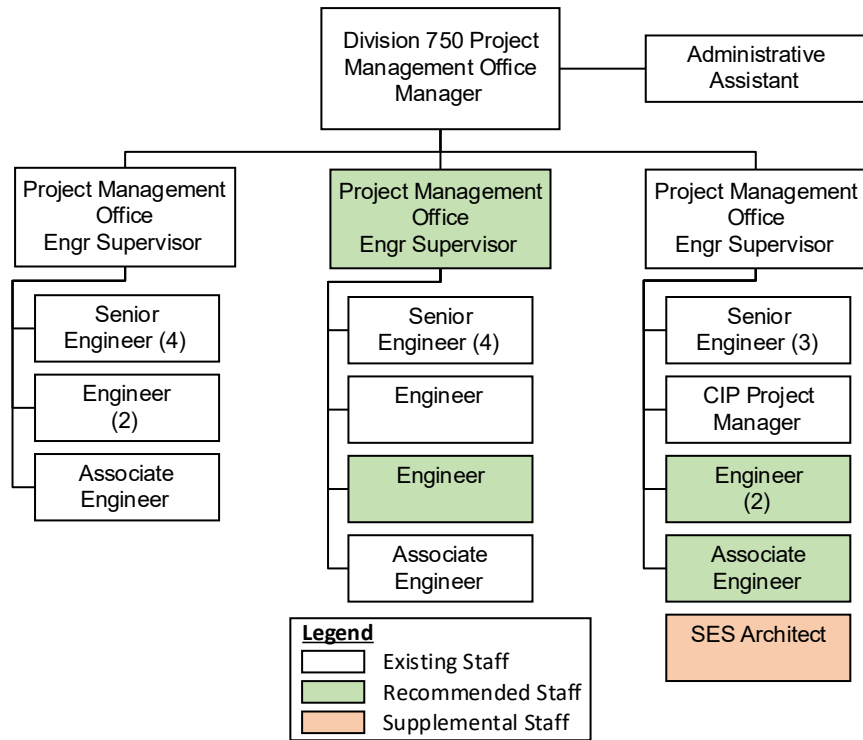 Division 750 Project
Management Office
Manager
Administrative
Assistant
Project Management
Office
Engr Supervisor
Senior
Engineer (4)
Engineer
(2)
Associate
Engineer
Project Management
Office
Engr Supervisor
Senior
Engineer (4)
Engineer
Engineer
Associate
Engineer
Project Management
Office
Engr Supervisor
Senior
Engineer (3)
CIP Project
Manager
Engineer
(2)
Associate
Engineer
SES Architect
Legend
Existing Staff
Recommended Staff
Supplemental Staff